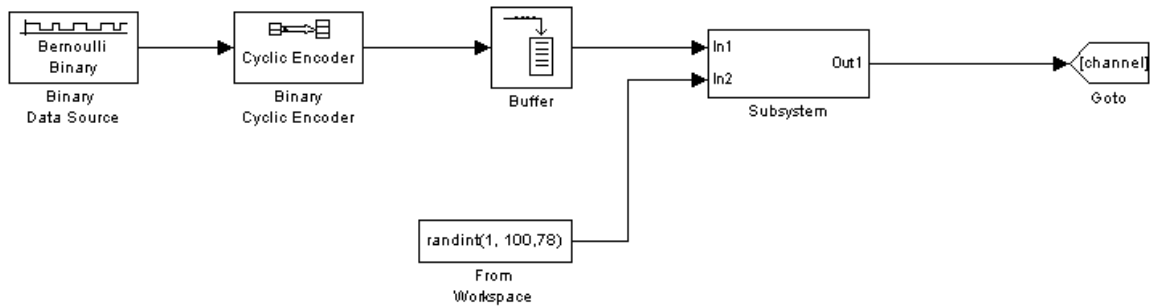 Bernoulli
Binary
Binary
Data Source
Cyclic Encoder
Binary
Cyclic Encoder
Buffer
In1
In2
Out1
Subsystem
[channel]
Goto
randint(1, 100,78)
From
Workspace